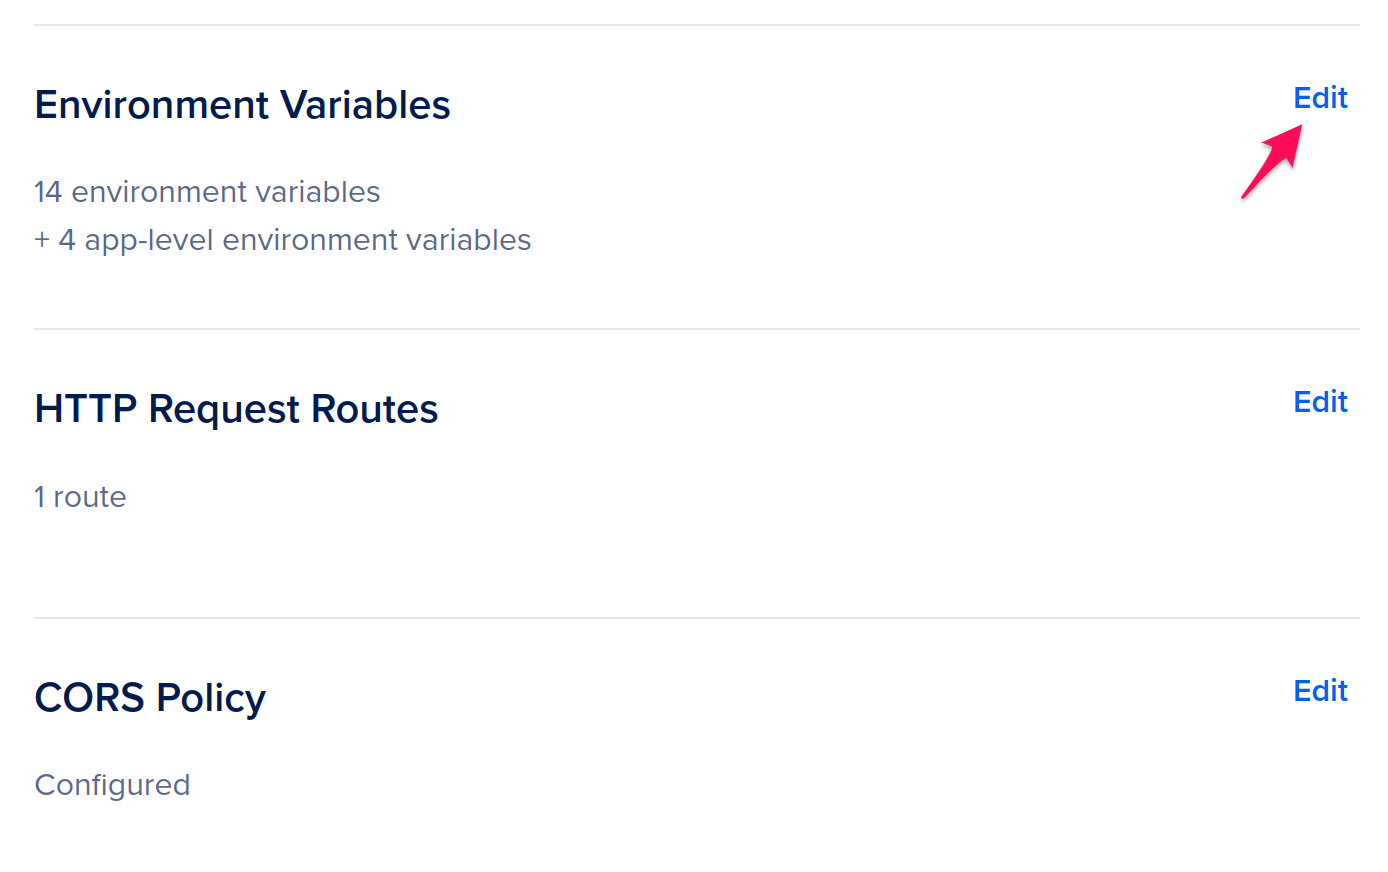 Environment Variables
Edit
14 environment variables
+ 4 app-level environment variables
HTTP Request Routes
Edit
1 route
CORS Policy
Edit
Configured